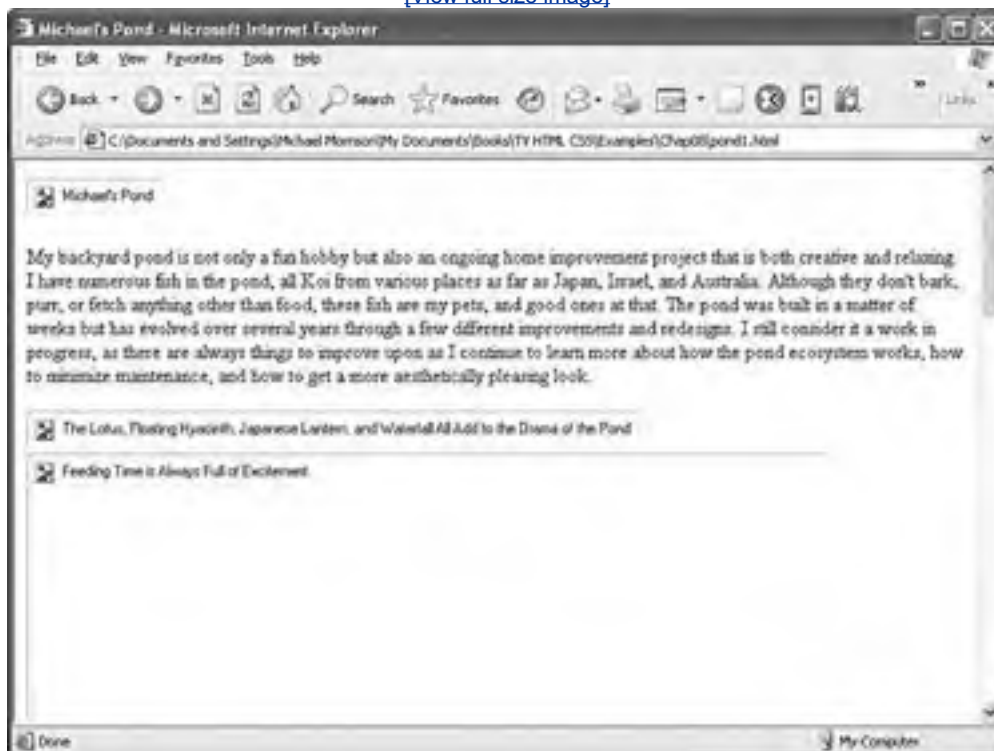 [View full size image]
Michael's Pond - Microsoft Internet Explorer
File Edit View Favorites Tools Help
Back Search Favorites Links
Address C:\Documents and Settings\Michael Morrison\My Documents\Books\TY HTML CSS\Examples\Chap08\pond1.html
Michael's Pond
My backyard pond is not only a fun hobby but also an ongoing home improvement project that is both creative and relaxing.
I have numerous fish in the pond, all Koi from various places as far as Japan, Israel, and Australia. Although they don't bark,
purr, or fetch anything other than food, these fish are my pets, and good ones at that. The pond was built in a matter of
weeks but has evolved over several years through a few different improvements and redesigns. I still consider it a work in
progress, as there are always things to improve upon as I continue to learn more about how the pond ecosystem works, how
to minimize maintenance, and how to get a more aesthetically pleasing look.
The Lotus, Floating Hyacinth, Japanese Lantern, and Waterfall All Add to the Drama of the Pond
Feeding Time is Always Full of Excitement
Done My Computer